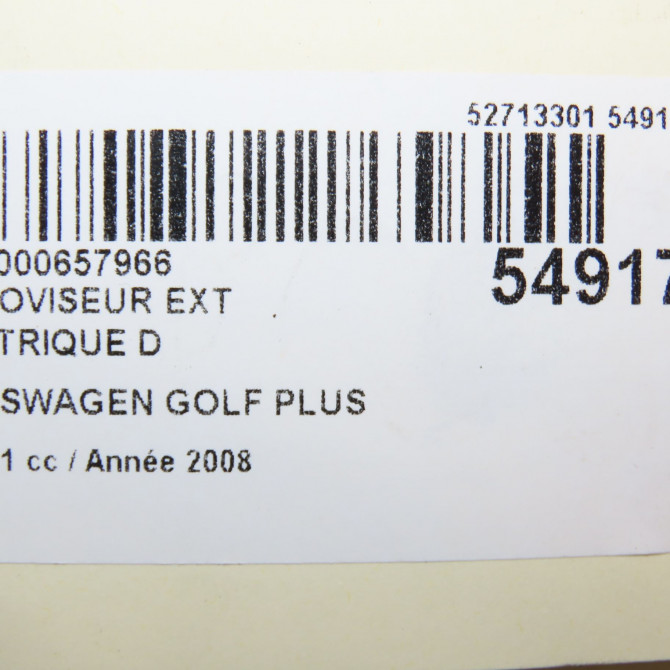 52713301 5491
000657966
54917
OVISEUR EXT
TRIQUE D
SWAGEN GOLF PLUS
1 cc / Année 2008